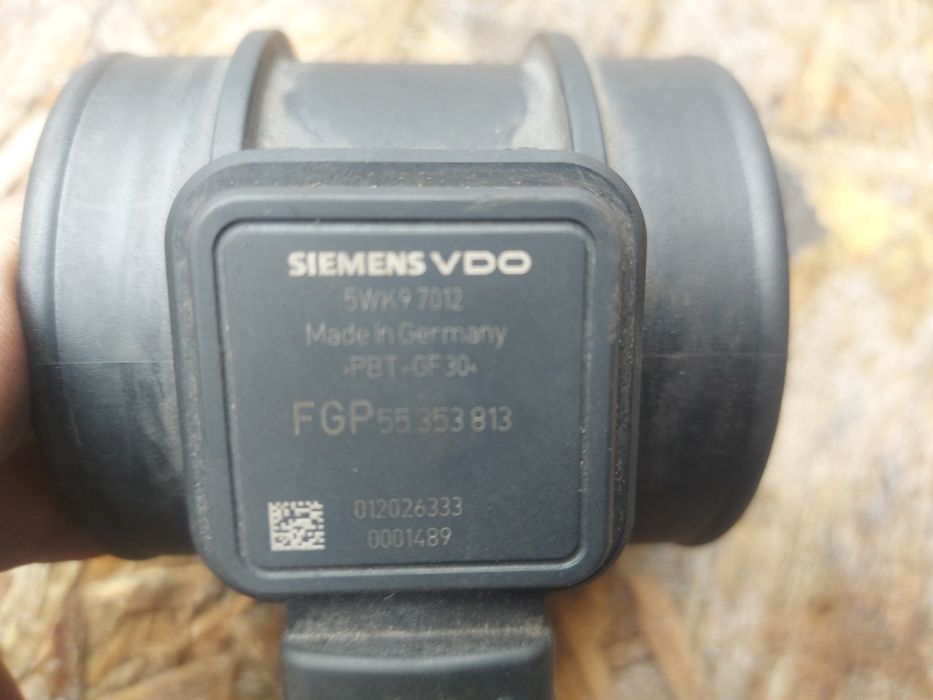 SIEMENS VDO
5WK9 7012
Made in Germany
>PBT-GF30<
FGP 55 353 813
012026333
0001489